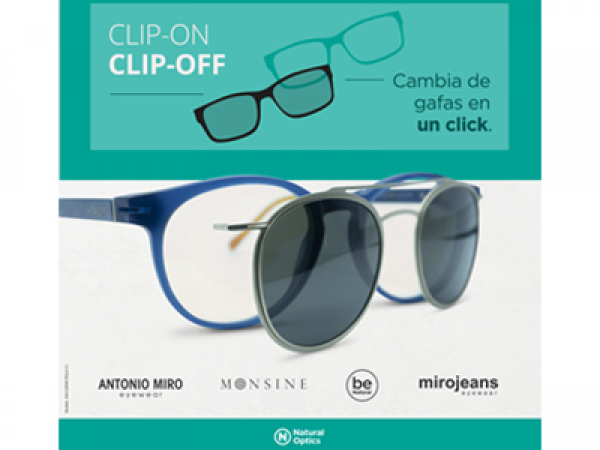 CLIP-ON
CLIP-OFF
Cambia de
gafas en
un click.
ANTONIO MIRO
eyewear
MONSINE
be
Natural
mirojeans
eyewear
N
Natural
Optics